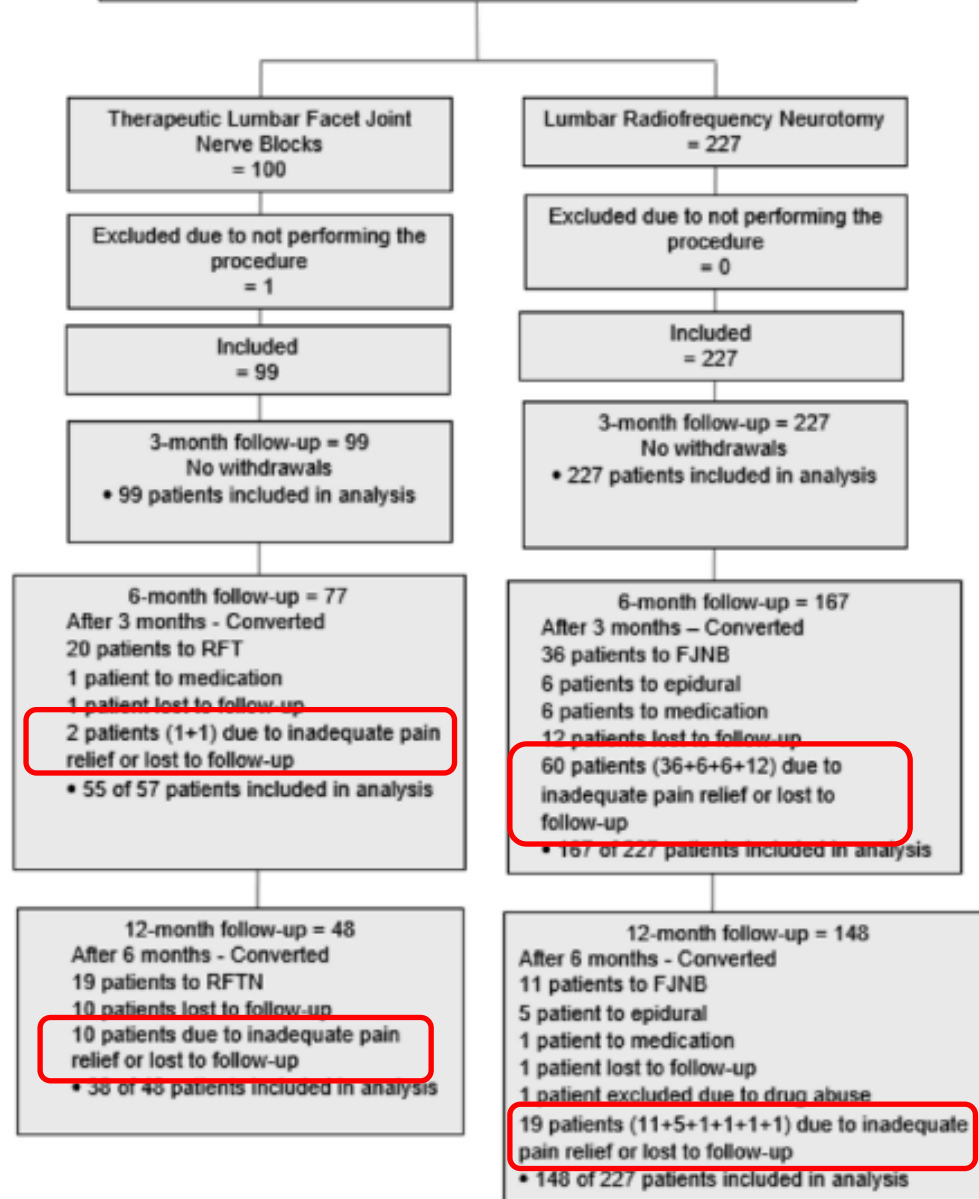 Therapeutic Lumbar Facet Joint
Nerve Blocks
= 100
Excluded due to not performing the
procedure
= 1
Included
= 99
3-month follow-up = 99
No withdrawals
• 99 patients included in analysis
6-month follow-up = 77
After 3 months - Converted
20 patients to RFT
1 patient to medication
1 patient lost to follow-up
2 patients (1+1) due to inadequate pain
relief or lost to follow-up
• 55 of 57 patients included in analysis
12-month follow-up = 48
After 6 months - Converted
19 patients to RFTN
10 patients lost to follow-up
10 patients due to inadequate pain
relief or lost to follow-up
• 38 of 48 patients included in analysis
Lumbar Radiofrequency Neurotomy
= 227
Excluded due to not performing the
procedure
= 0
Included
= 227
3-month follow-up = 227
No withdrawals
• 227 patients included in analysis
6-month follow-up = 167
After 3 months – Converted
36 patients to FJNB
6 patients to epidural
6 patients to medication
12 patients lost to follow-up
60 patients (36+6+6+12) due to
inadequate pain relief or lost to
follow-up
• 167 of 227 patients included in analysis
12-month follow-up = 148
After 6 months - Converted
11 patients to FJNB
5 patient to epidural
1 patient to medication
1 patient lost to follow-up
1 patient excluded due to drug abuse
19 patients (11+5+1+1+1+1) due to inadequate
pain relief or lost to follow-up
• 148 of 227 patients included in analysis